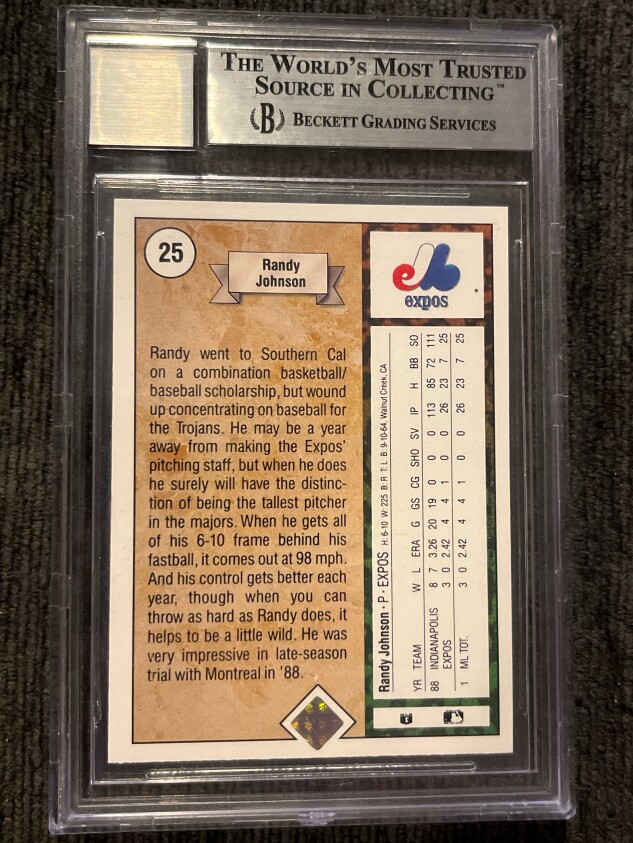 THE WORLD'S MOST TRUSTED
SOURCE IN COLLECTING™
B BECKETT GRADING SERVICES
25
Randy
Johnson
expos
Randy went to Southern Cal
on a combination basketball/
baseball scholarship, but wound
up concentrating on baseball for
the Trojans. He may be a year
away from making the Expos'
pitching staff, but when he does
he surely will have the distinc-
tion of being the tallest pitcher
in the majors. When he gets all
of his 6-10 frame behind his
fastball, it comes out at 98 mph.
And his control gets better each
year, though when you can
throw as hard as Randy does, it
helps to be a little wild. He was
very impressive in late-season
trial with Montreal in '88.
Randy Johnson • P • EXPOS H: 6-10 W: 225 B: R T: L B: 9-10-64, Walnut Creek, CA
YR TEAM W L ERA G GS CG SHO SV IP H BB SO
88 INDIANAPOLIS 8 7 3.26 20 19 0 0 0 113 85 72 111
EXPOS 3 0 2.42 4 4 1 0 0 26 23 7 25
1 ML TOT. 3 0 2.42 4 4 1 0 0 26 23 7 25